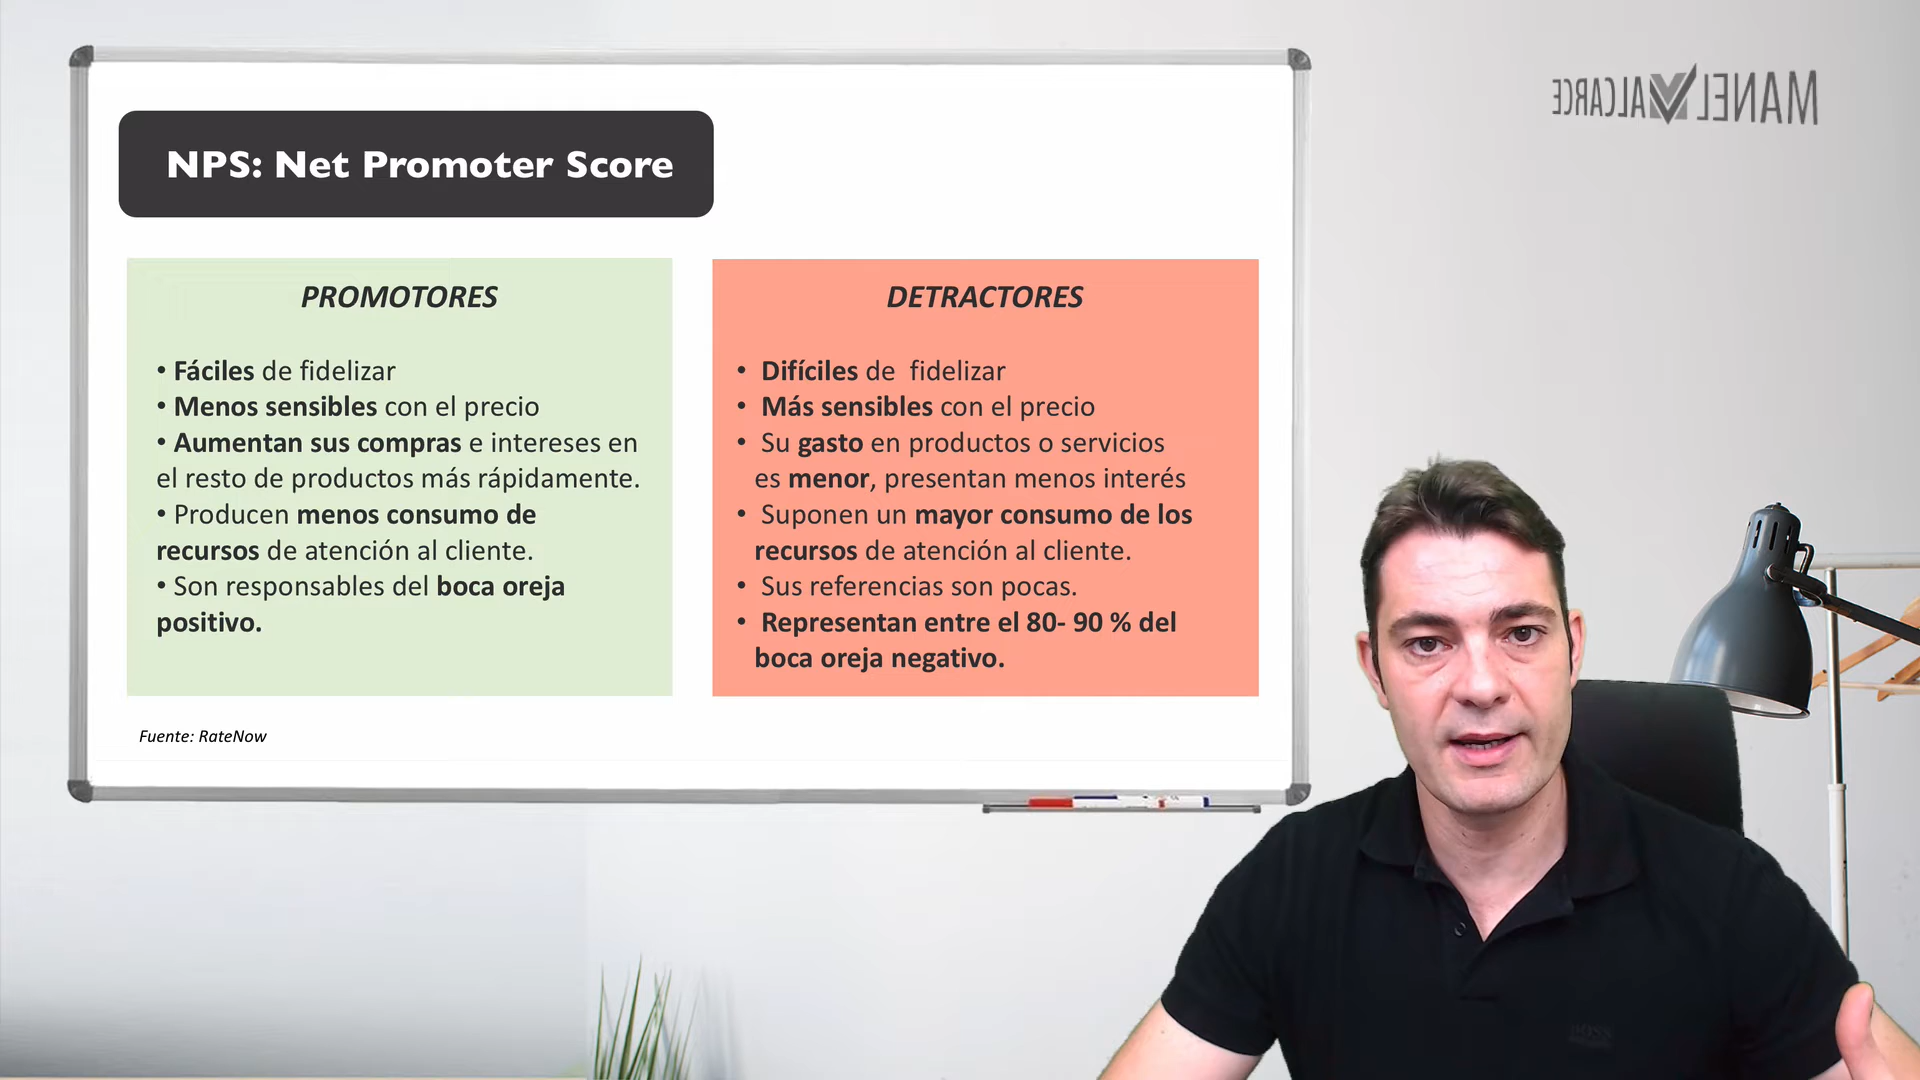 MANEL VALCARCE
NPS: Net Promoter Score
PROMOTORES
• Fáciles de fidelizar
• Menos sensibles con el precio
• Aumentan sus compras e intereses en
el resto de productos más rápidamente.
• Producen menos consumo de
recursos de atención al cliente.
• Son responsables del boca oreja
positivo.
DETRACTORES
• Difíciles de fidelizar
• Más sensibles con el precio
• Su gasto en productos o servicios
es menor, presentan menos interés
• Suponen un mayor consumo de los
recursos de atención al cliente.
• Sus referencias son pocas.
• Representan entre el 80- 90 % del
boca oreja negativo.
Fuente: RateNow
BOSS